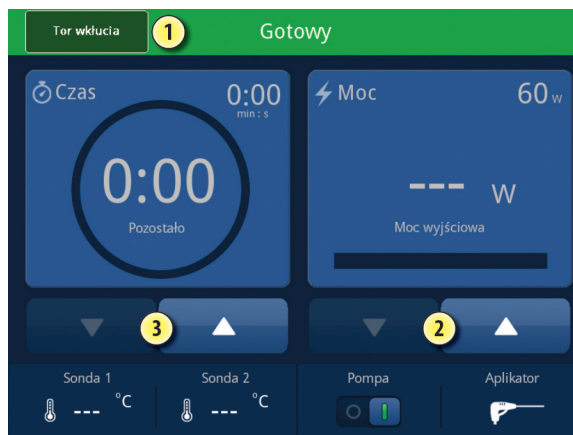 Tor wkłucia
1
Gotowy
Czas
0:00
min : s
0:00
Pozostało
Moc
60 w
--- W
Moc wyjściowa
3
2
Sonda 1
--- °C
Sonda 2
--- °C
Pompa
Aplikator